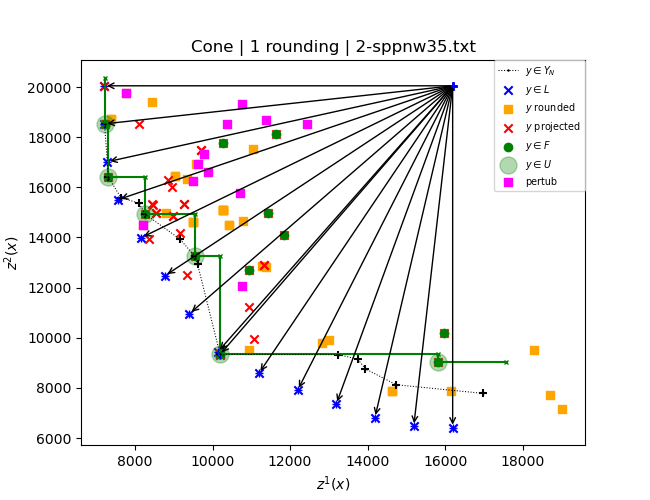 Cone | 1 rounding | 2-sppnw35.txt
20000
18000
16000
14000
12000
10000
8000
6000
z²(x)
8000 10000 12000 14000 16000 18000
z¹(x)
y ∈ Y_N
y ∈ L
y rounded
y projected
y ∈ F
y ∈ U
pertub